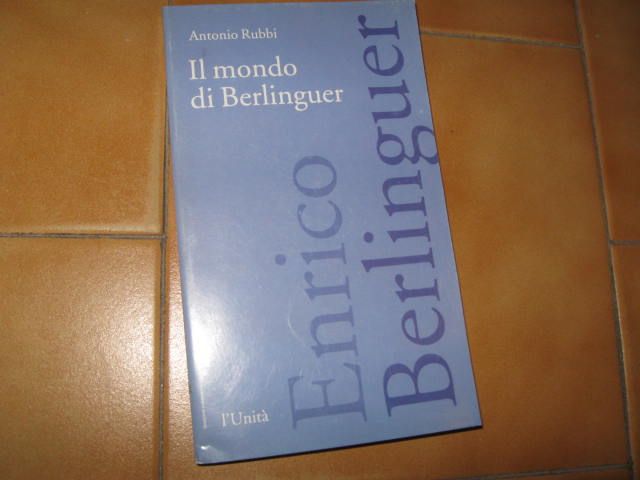 Antonio Rubbi
Il mondo
di Berlinguer
Enrico
Berlinguer
l'Unità